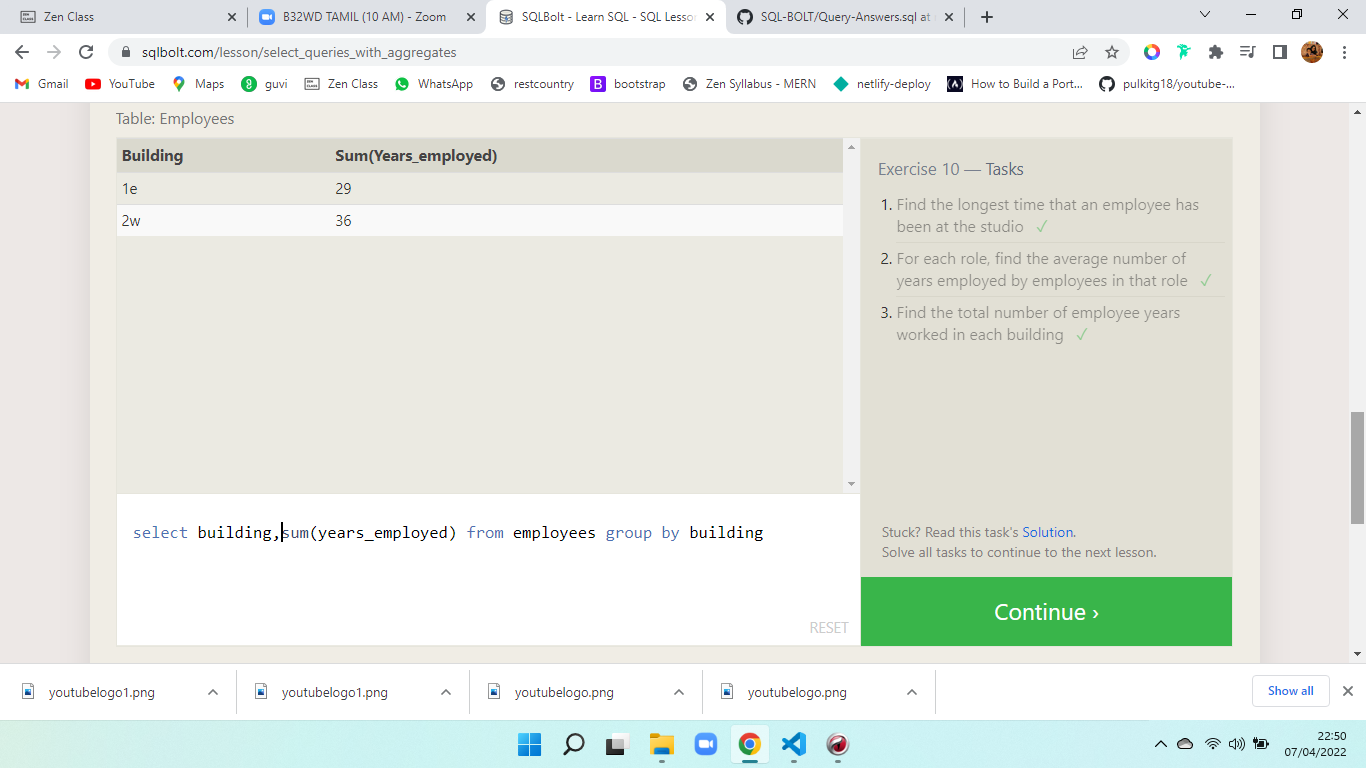 Zen Class
B32WD TAMIL (10 AM) - Zoom
SQLBolt - Learn SQL - SQL Lesso
SQL-BOLT/Query-Answers.sql at
sqlbolt.com/lesson/select_queries_with_aggregates
Gmail
YouTube
Maps
guvi
Zen Class
WhatsApp
restcountry
bootstrap
Zen Syllabus - MERN
netlify-deploy
How to Build a Port...
pulkitg18/youtube-...
Table: Employees
Building Sum(Years_employed)
1e 29
2w 36
select building,sum(years_employed) from employees group by building
RESET
Exercise 10 — Tasks
1. Find the longest time that an employee has
been at the studio ✓
2. For each role, find the average number of
years employed by employees in that role ✓
3. Find the total number of employee years
worked in each building ✓
Stuck? Read this task's Solution.
Solve all tasks to continue to the next lesson.
Continue ›
youtubelogo1.png
youtubelogo1.png
youtubelogo.png
youtubelogo.png
Show all
22:50
07/04/2022